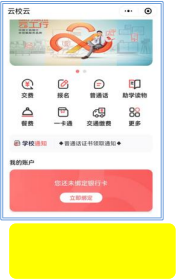 云校云
交费
报名
普通话
助学读物
餐费
一卡通
交通缴费
更多
学校通知 ◆普通话证书领取通知◆
我的账户
您还未绑定银行卡
立即绑定